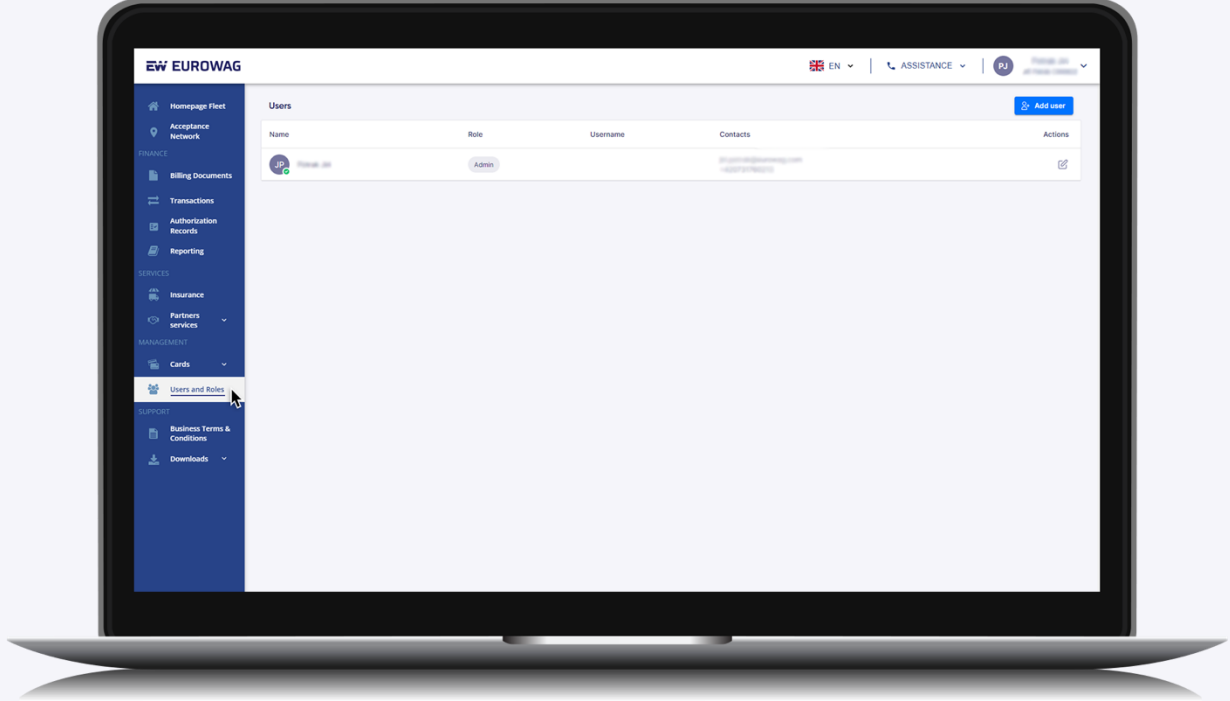 EW EUROWAG
EN
ASSISTANCE
PJ
Homepage Fleet
Acceptance
Network
FINANCE
Billing Documents
Transactions
Authorization
Records
Reporting
SERVICES
Insurance
Partners
services
MANAGEMENT
Cards
Users and Roles
SUPPORT
Business Terms &
Conditions
Downloads
Users
Add user
Name Role Username Contacts Actions
JP Admin